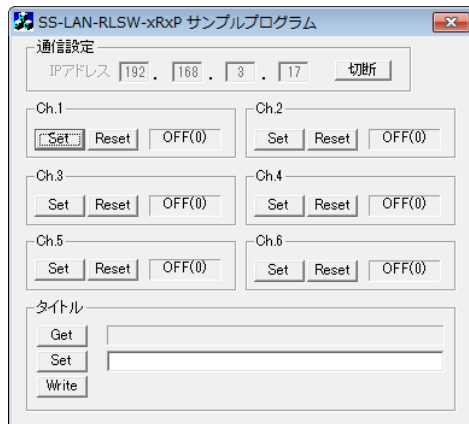 SS-LAN-RLSW-xRxP サンプルプログラム
通信設定
IPアドレス 192 . 168 . 3 . 17 切断
Ch.1 Ch.2
Set Reset OFF(0) Set Reset OFF(0)
Ch.3 Ch.4
Set Reset OFF(0) Set Reset OFF(0)
Ch.5 Ch.6
Set Reset OFF(0) Set Reset OFF(0)
タイトル
Get
Set
Write